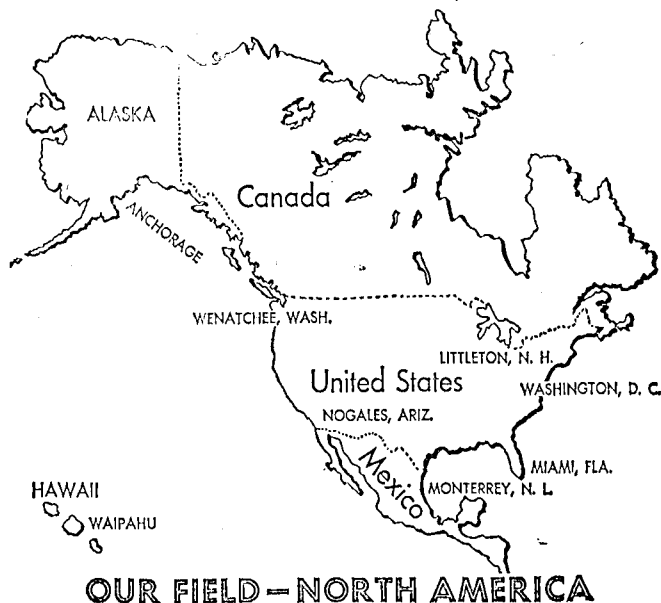 ALASKA
Canada
ANCHORAGE
WENATCHEE, WASH.
LITTLETON, N. H.
United States
WASHINGTON, D. C.
NOGALES, ARIZ.
Mexico
MIAMI, FLA.
MONTERREY, N. L.
HAWAII
WAIPAHU
OUR FIELD — NORTH AMERICA